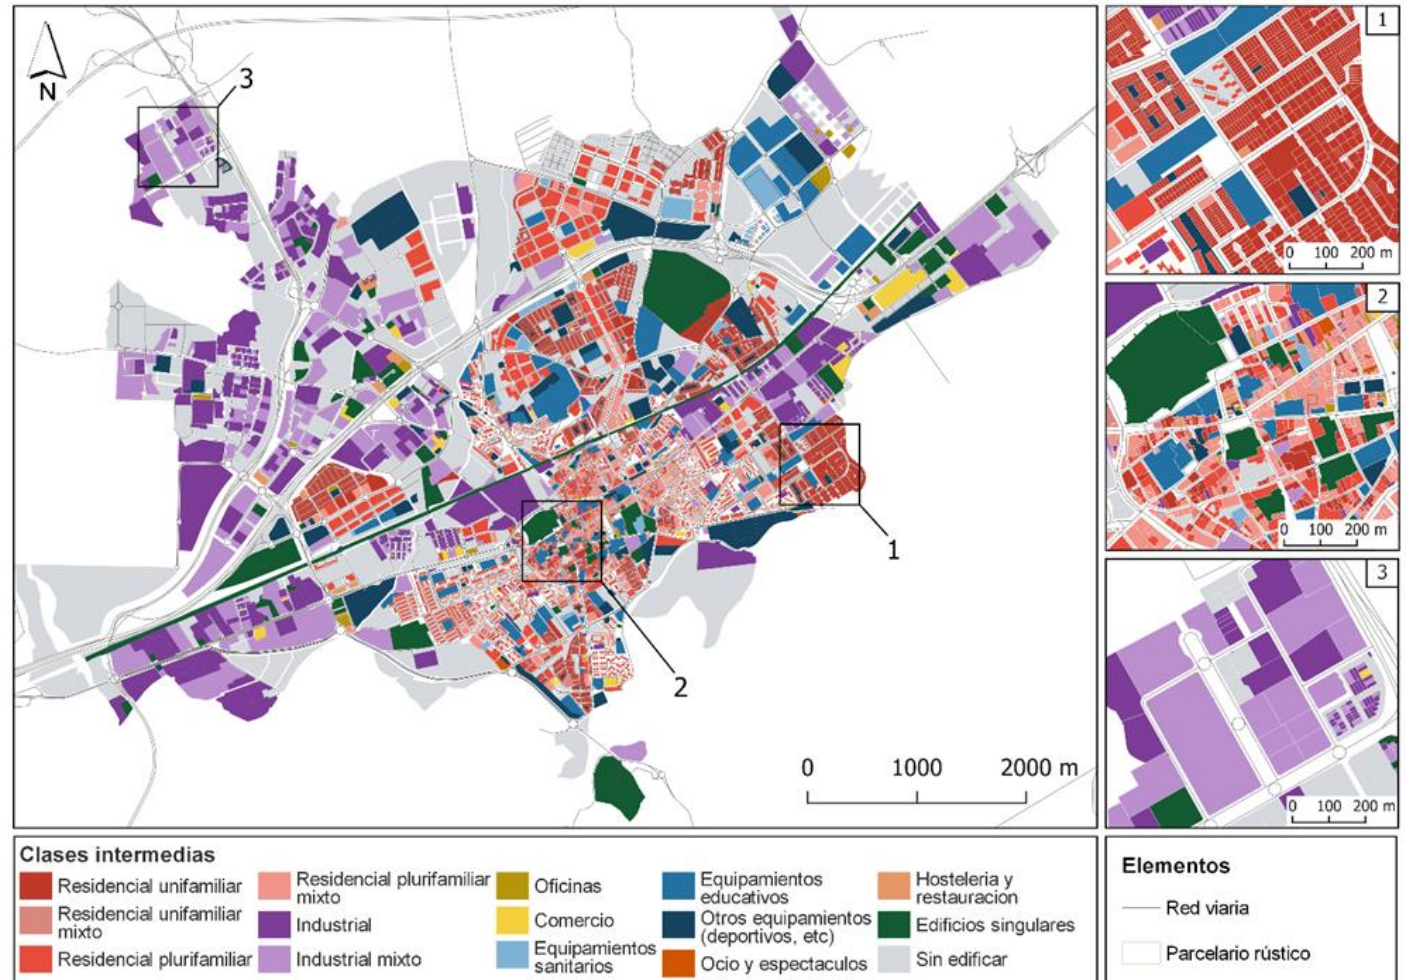 N
3
1
2
0 1000 2000 m
1
0 100 200 m
2
0 100 200 m
3
0 100 200 m
Clases intermedias
Residencial unifamiliar
Residencial unifamiliar
mixto
Residencial plurifamiliar
Residencial plurifamiliar
mixto
Industrial
Industrial mixto
Oficinas
Comercio
Equipamientos
sanitarios
Equipamientos
educativos
Otros equipamientos
(deportivos, etc)
Ocio y espectaculos
Hosteleria y
restauracion
Edificios singulares
Sin edificar
Elementos
Red viaria
Parcelario rústico